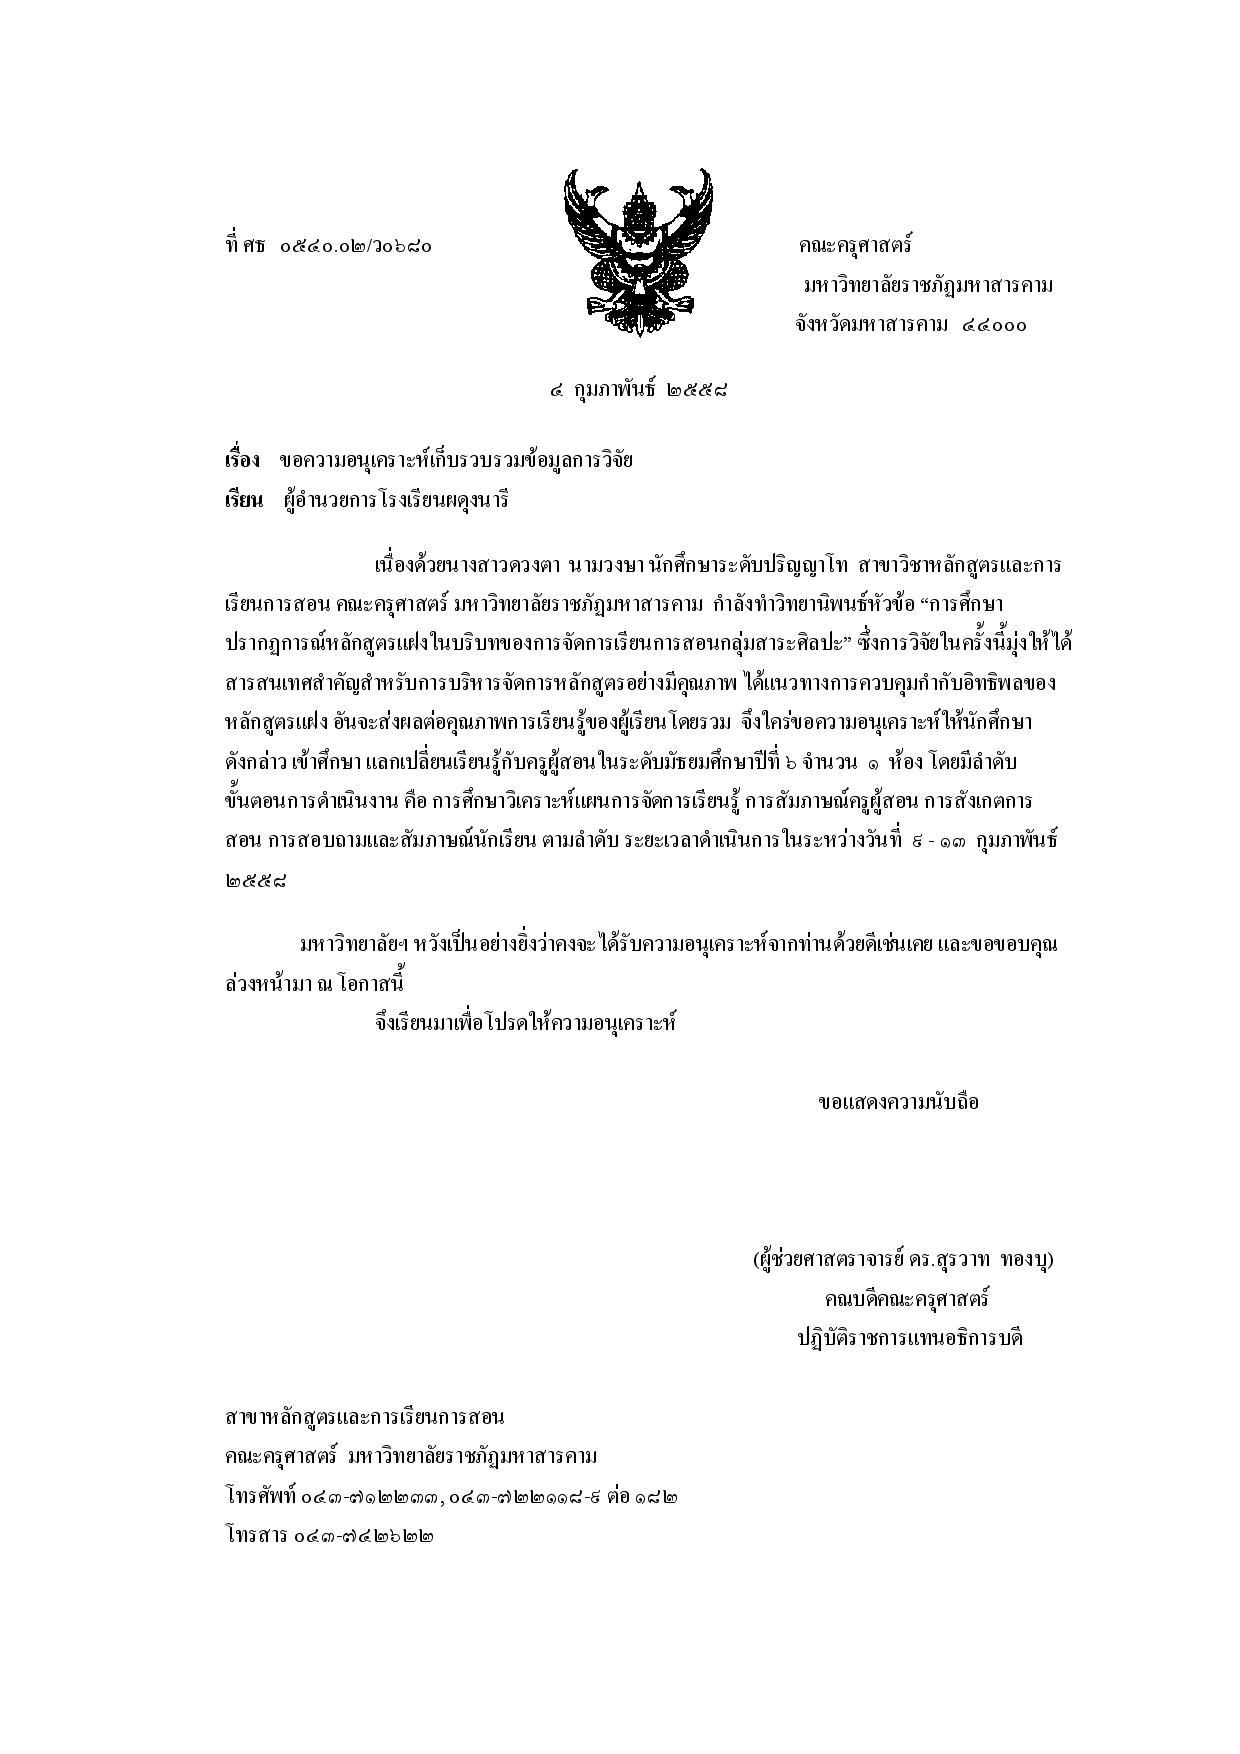 ที่ ศธ ๐๕๔๐.๐๒/ว๐๖๘๐
คณะครุศาสตร์
มหาวิทยาลัยราชภัฏมหาสารคาม
จังหวัดมหาสารคาม ๔๔๐๐๐
๔ กุมภาพันธ์ ๒๕๕๘
เรื่อง ขอความอนุเคราะห์เก็บรวบรวมข้อมูลการวิจัย
เรียน ผู้อำนวยการโรงเรียนผดุงนารี
เนื่องด้วยนางสาวดวงตา นามวงษา นักศึกษาระดับปริญญาโท สาขาวิชาหลักสูตรและการ
เรียนการสอน คณะครุศาสตร์ มหาวิทยาลัยราชภัฏมหาสารคาม กำลังทำวิทยานิพนธ์หัวข้อ “การศึกษา
ปรากฏการณ์หลักสูตรแฝงในบริบทของการจัดการเรียนการสอนกลุ่มสาระศิลปะ” ซึ่งการวิจัยในครั้งนี้มุ่งให้ได้
สารสนเทศสำคัญสำหรับการบริหารจัดการหลักสูตรอย่างมีคุณภาพ ได้แนวทางการควบคุมกำกับอิทธิพลของ
หลักสูตรแฝง อันจะส่งผลต่อคุณภาพการเรียนรู้ของผู้เรียนโดยรวม จึงใคร่ขอความอนุเคราะห์ให้นักศึกษา
ดังกล่าว เข้าศึกษา แลกเปลี่ยนเรียนรู้กับครูผู้สอนในระดับมัธยมศึกษาปีที่ ๖ จำนวน ๑ ห้อง โดยมีลำดับ
ขั้นตอนการดำเนินงาน คือ การศึกษาวิเคราะห์แผนการจัดการเรียนรู้ การสัมภาษณ์ครูผู้สอน การสังเกตการ
สอน การสอบถามและสัมภาษณ์นักเรียน ตามลำดับ ระยะเวลาดำเนินการในระหว่างวันที่ ๙ - ๑๓ กุมภาพันธ์
๒๕๕๘
มหาวิทยาลัยฯ หวังเป็นอย่างยิ่งว่าคงจะได้รับความอนุเคราะห์จากท่านด้วยดีเช่นเคย และขอขอบคุณ
ล่วงหน้ามา ณ โอกาสนี้
จึงเรียนมาเพื่อโปรดให้ความอนุเคราะห์
ขอแสดงความนับถือ
(ผู้ช่วยศาสตราจารย์ ดร.สุรวาท ทองบุ)
คณบดีคณะครุศาสตร์
ปฏิบัติราชการแทนอธิการบดี
สาขาหลักสูตรและการเรียนการสอน
คณะครุศาสตร์ มหาวิทยาลัยราชภัฏมหาสารคาม
โทรศัพท์ ๐๔๓-๗๑๒๒๓๓, ๐๔๓-๗๒๒๑๑๘-๙ ต่อ ๑๘๒
โทรสาร ๐๔๓-๗๔๒๖๒๒